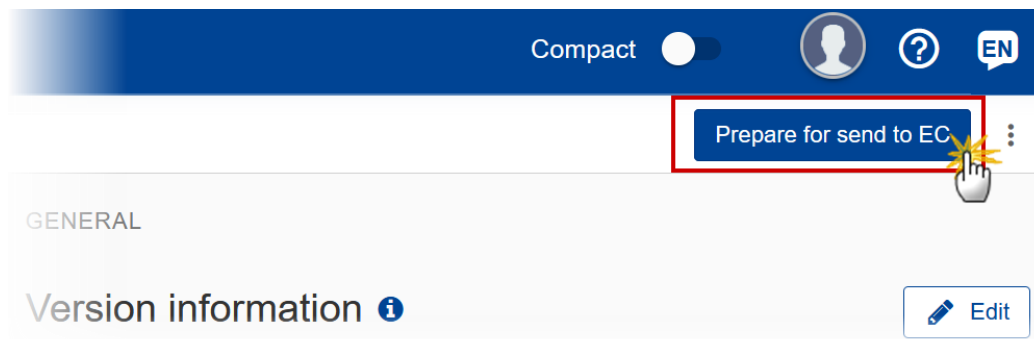 Compact EN
Prepare for send to EC
GENERAL
Version information
Edit